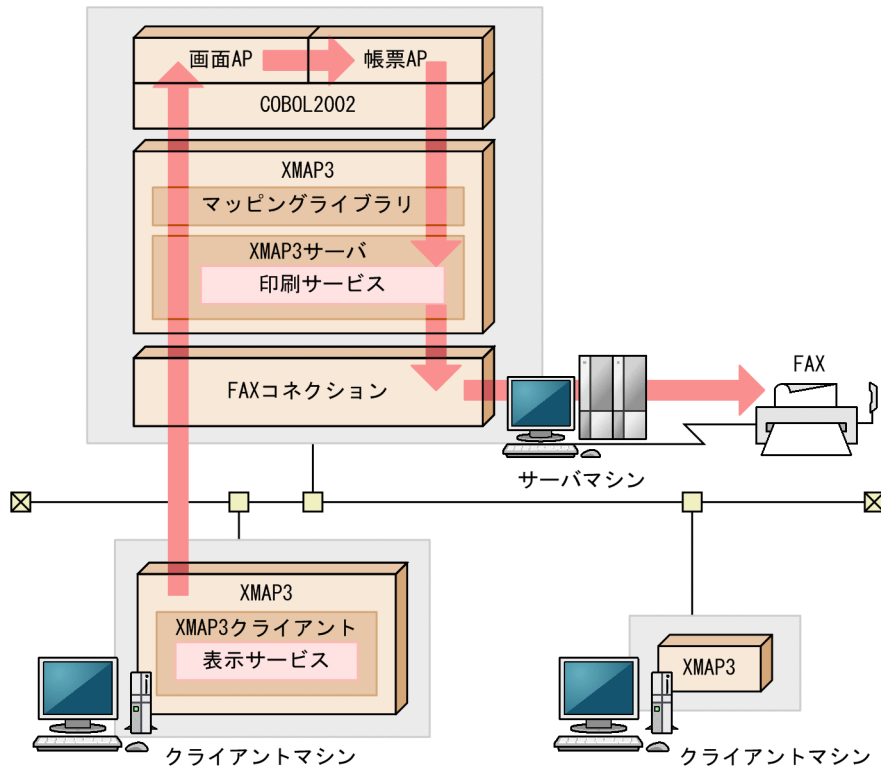 画面AP
帳票AP
COBOL2002
XMAP3
マッピングライブラリ
XMAP3サーバ
印刷サービス
FAXコネクション
FAX
サーバマシン
XMAP3
XMAP3クライアント
表示サービス
クライアントマシン
XMAP3
クライアントマシン